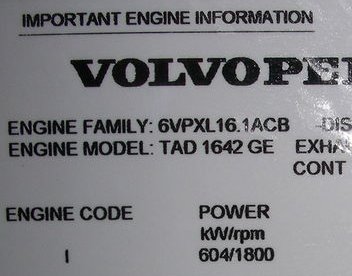 IMPORTANT ENGINE INFORMATION
VOLVO PE
ENGINE FAMILY: 6VPXL16.1ACB -DIS
ENGINE MODEL: TAD 1642 GE EXHA
CONT
ENGINE CODE POWER
kW/rpm
I 604/1800